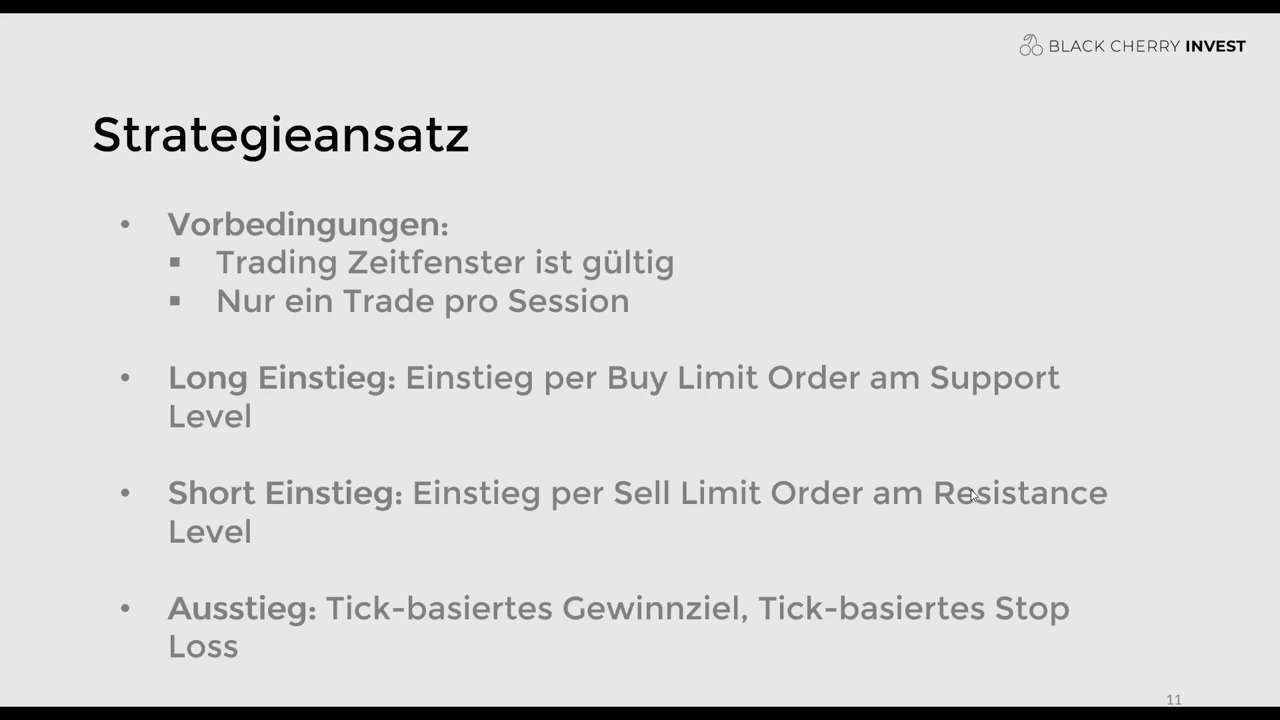 BLACK CHERRY INVEST
Strategieansatz
• Vorbedingungen:
▪ Trading Zeitfenster ist gültig
▪ Nur ein Trade pro Session
• Long Einstieg: Einstieg per Buy Limit Order am Support
Level
• Short Einstieg: Einstieg per Sell Limit Order am Resistance
Level
• Ausstieg: Tick-basiertes Gewinnziel, Tick-basiertes Stop
Loss
11